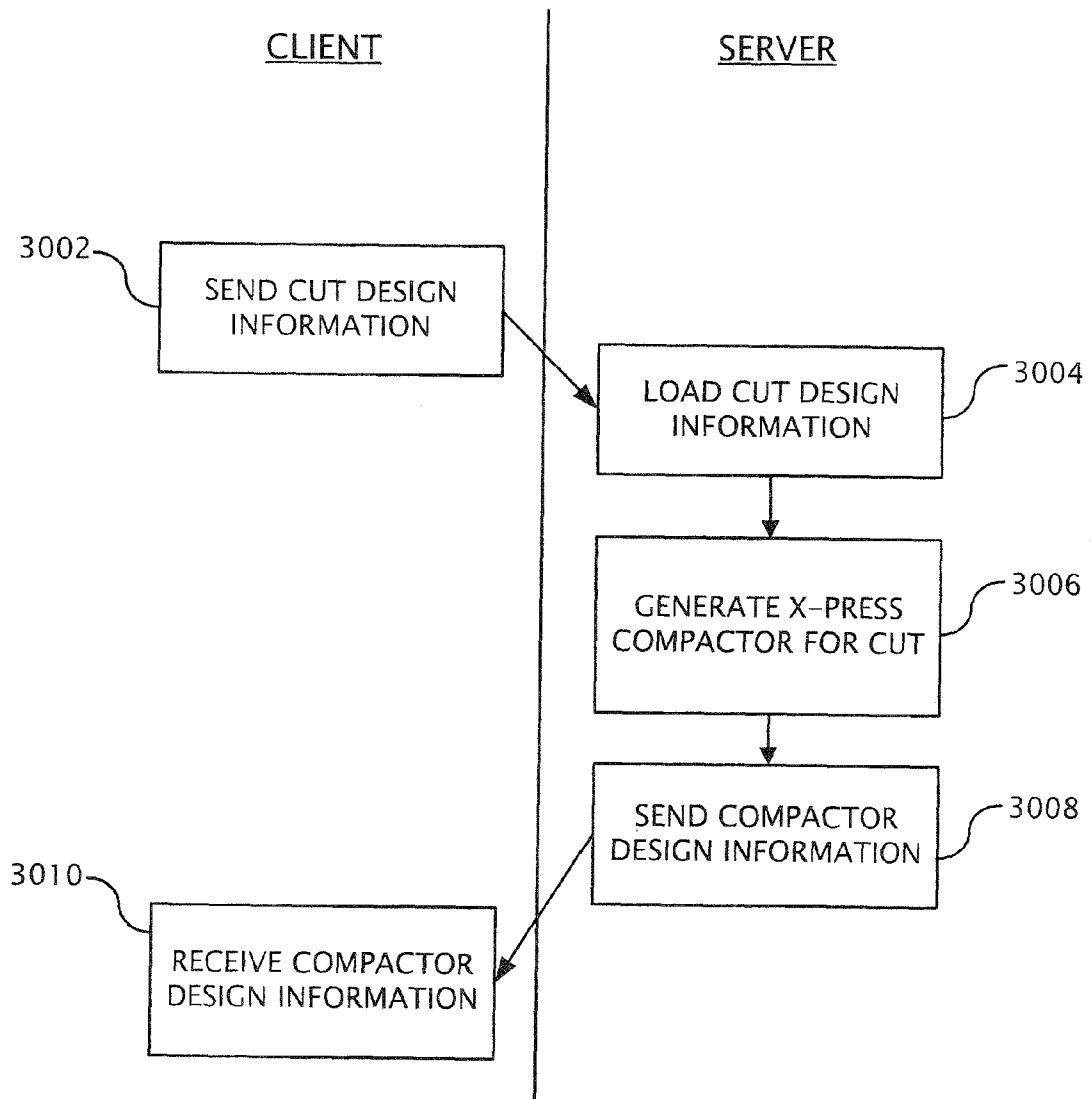 CLIENT
SERVER
3002
SEND CUT DESIGN
INFORMATION
LOAD CUT DESIGN
INFORMATION
3004
GENERATE X-PRESS
COMPACTOR FOR CUT
3006
SEND COMPACTOR
DESIGN INFORMATION
3008
3010
RECEIVE COMPACTOR
DESIGN INFORMATION